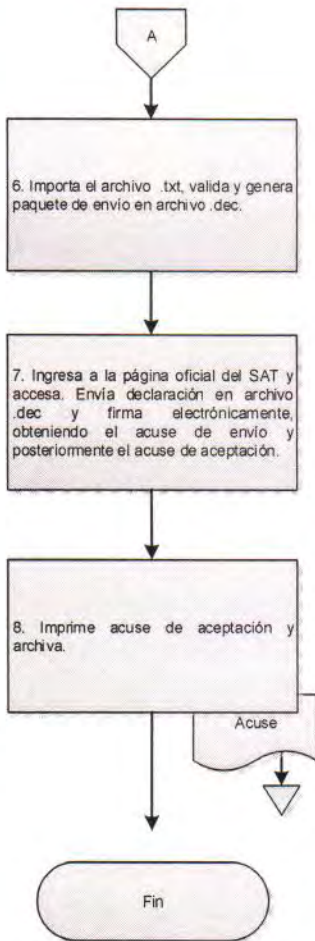 A
6. Importa el archivo .txt, valida y genera
paquete de envío en archivo .dec.
7. Ingresa a la página oficial del SAT y
accesa. Envía declaración en archivo
.dec y firma electrónicamente,
obteniendo el acuse de envío y
posteriormente el acuse de aceptación.
8. Imprime acuse de aceptación y
archiva.
Acuse
Fin